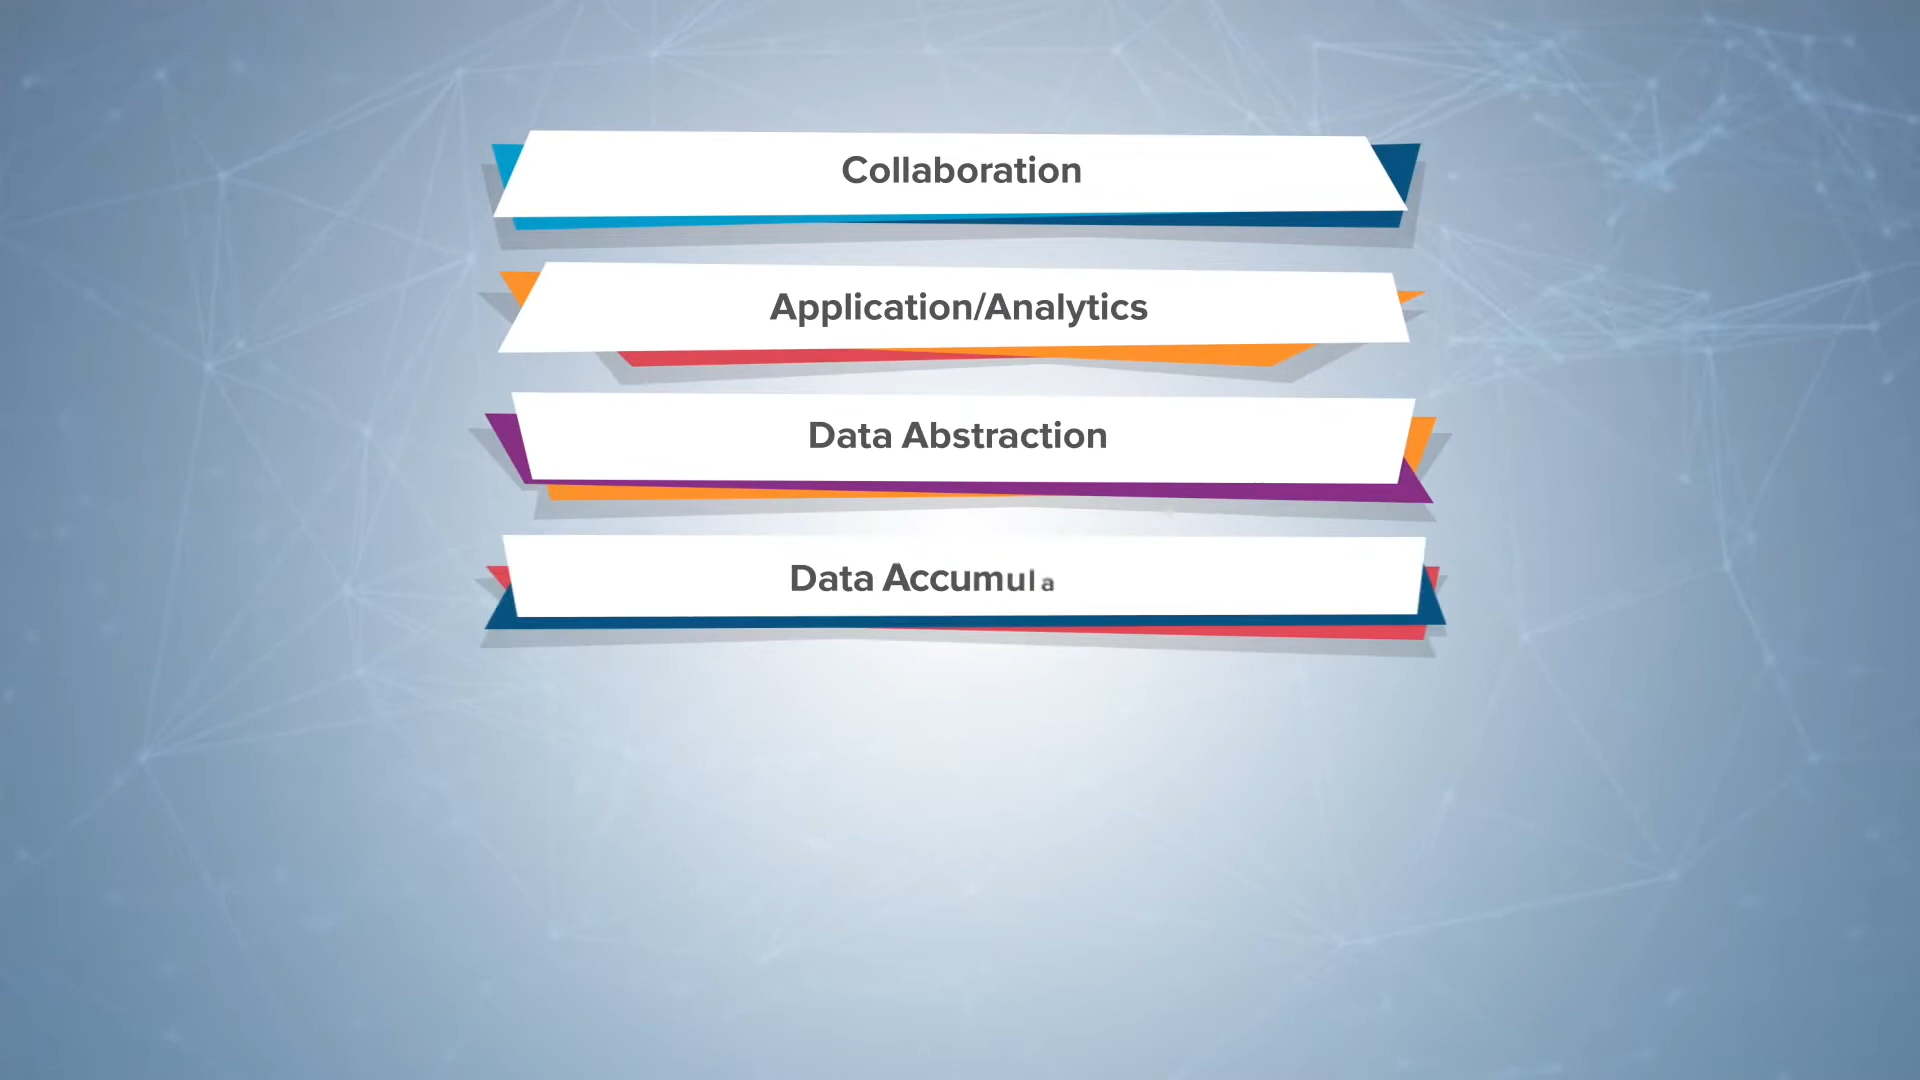 Collaboration
Application/Analytics
Data Abstraction
Data Accumula